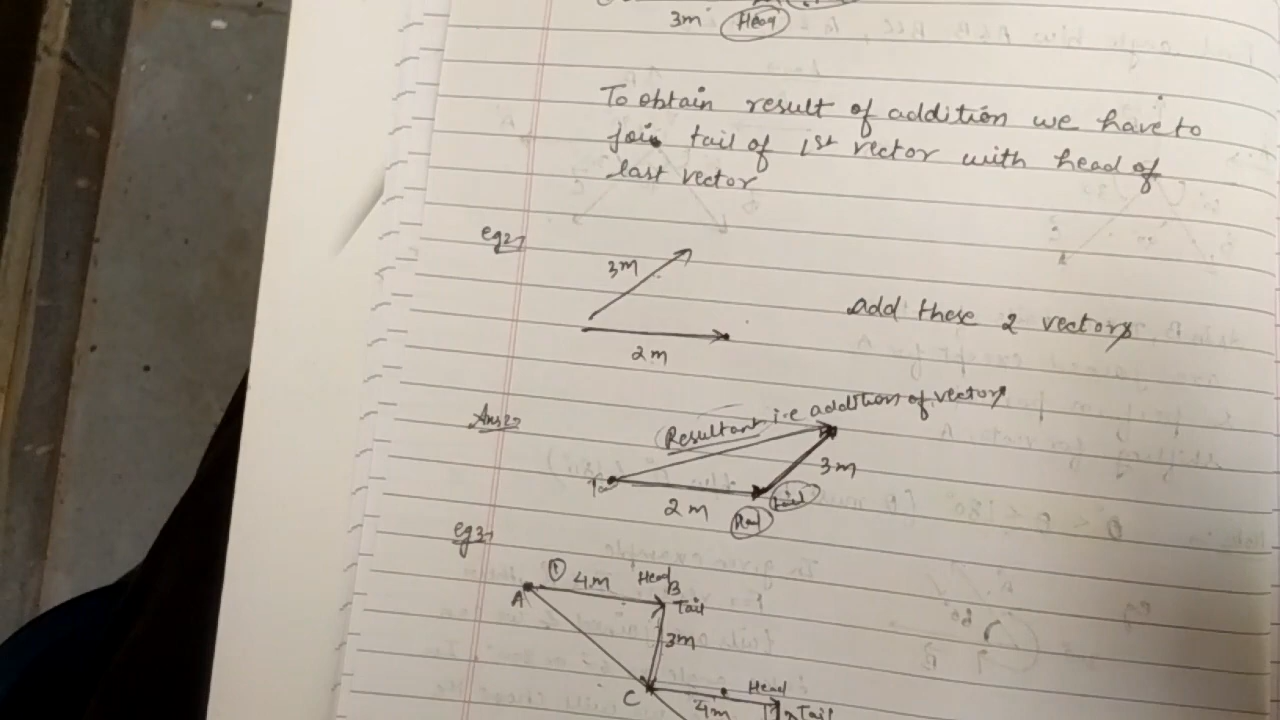 3m Head
To obtain result of addition we have to
join tail of 1st vector with head of
last vector
eg2→
3m
2m
add these 2 vectors
Ans2→
Resultant i.e addition of vectors
3m
2m
tail
eg3→
① 4m Head
A B Tail
3m
C 4m Head
Tail